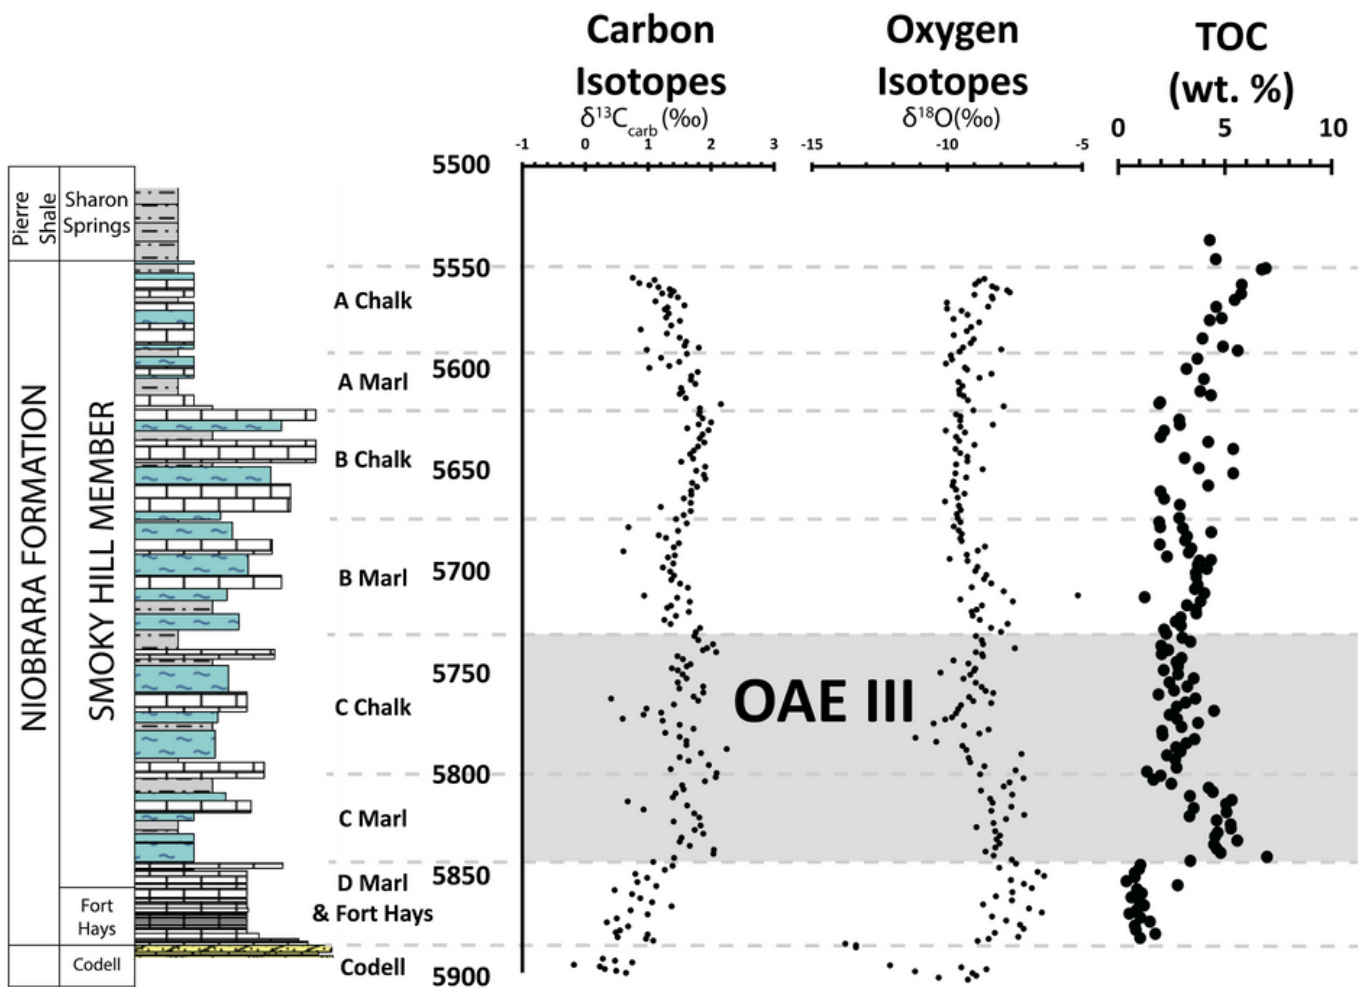 Carbon
Isotopes
δ¹³Ccarb (‰)
Oxygen
Isotopes
δ¹⁸O(‰)
TOC
(wt. %)
-1 0 1 2 3
-15 -10 -5
0 5 10
Pierre
Shale
Sharon
Springs
NIOBRARA FORMATION
SMOKY HILL MEMBER
Fort
Hays
Codell
5500
5550
A Chalk
5600
A Marl
B Chalk
5650
5700
B Marl
5750
C Chalk
OAE III
5800
C Marl
5850
D Marl
& Fort Hays
Codell
5900